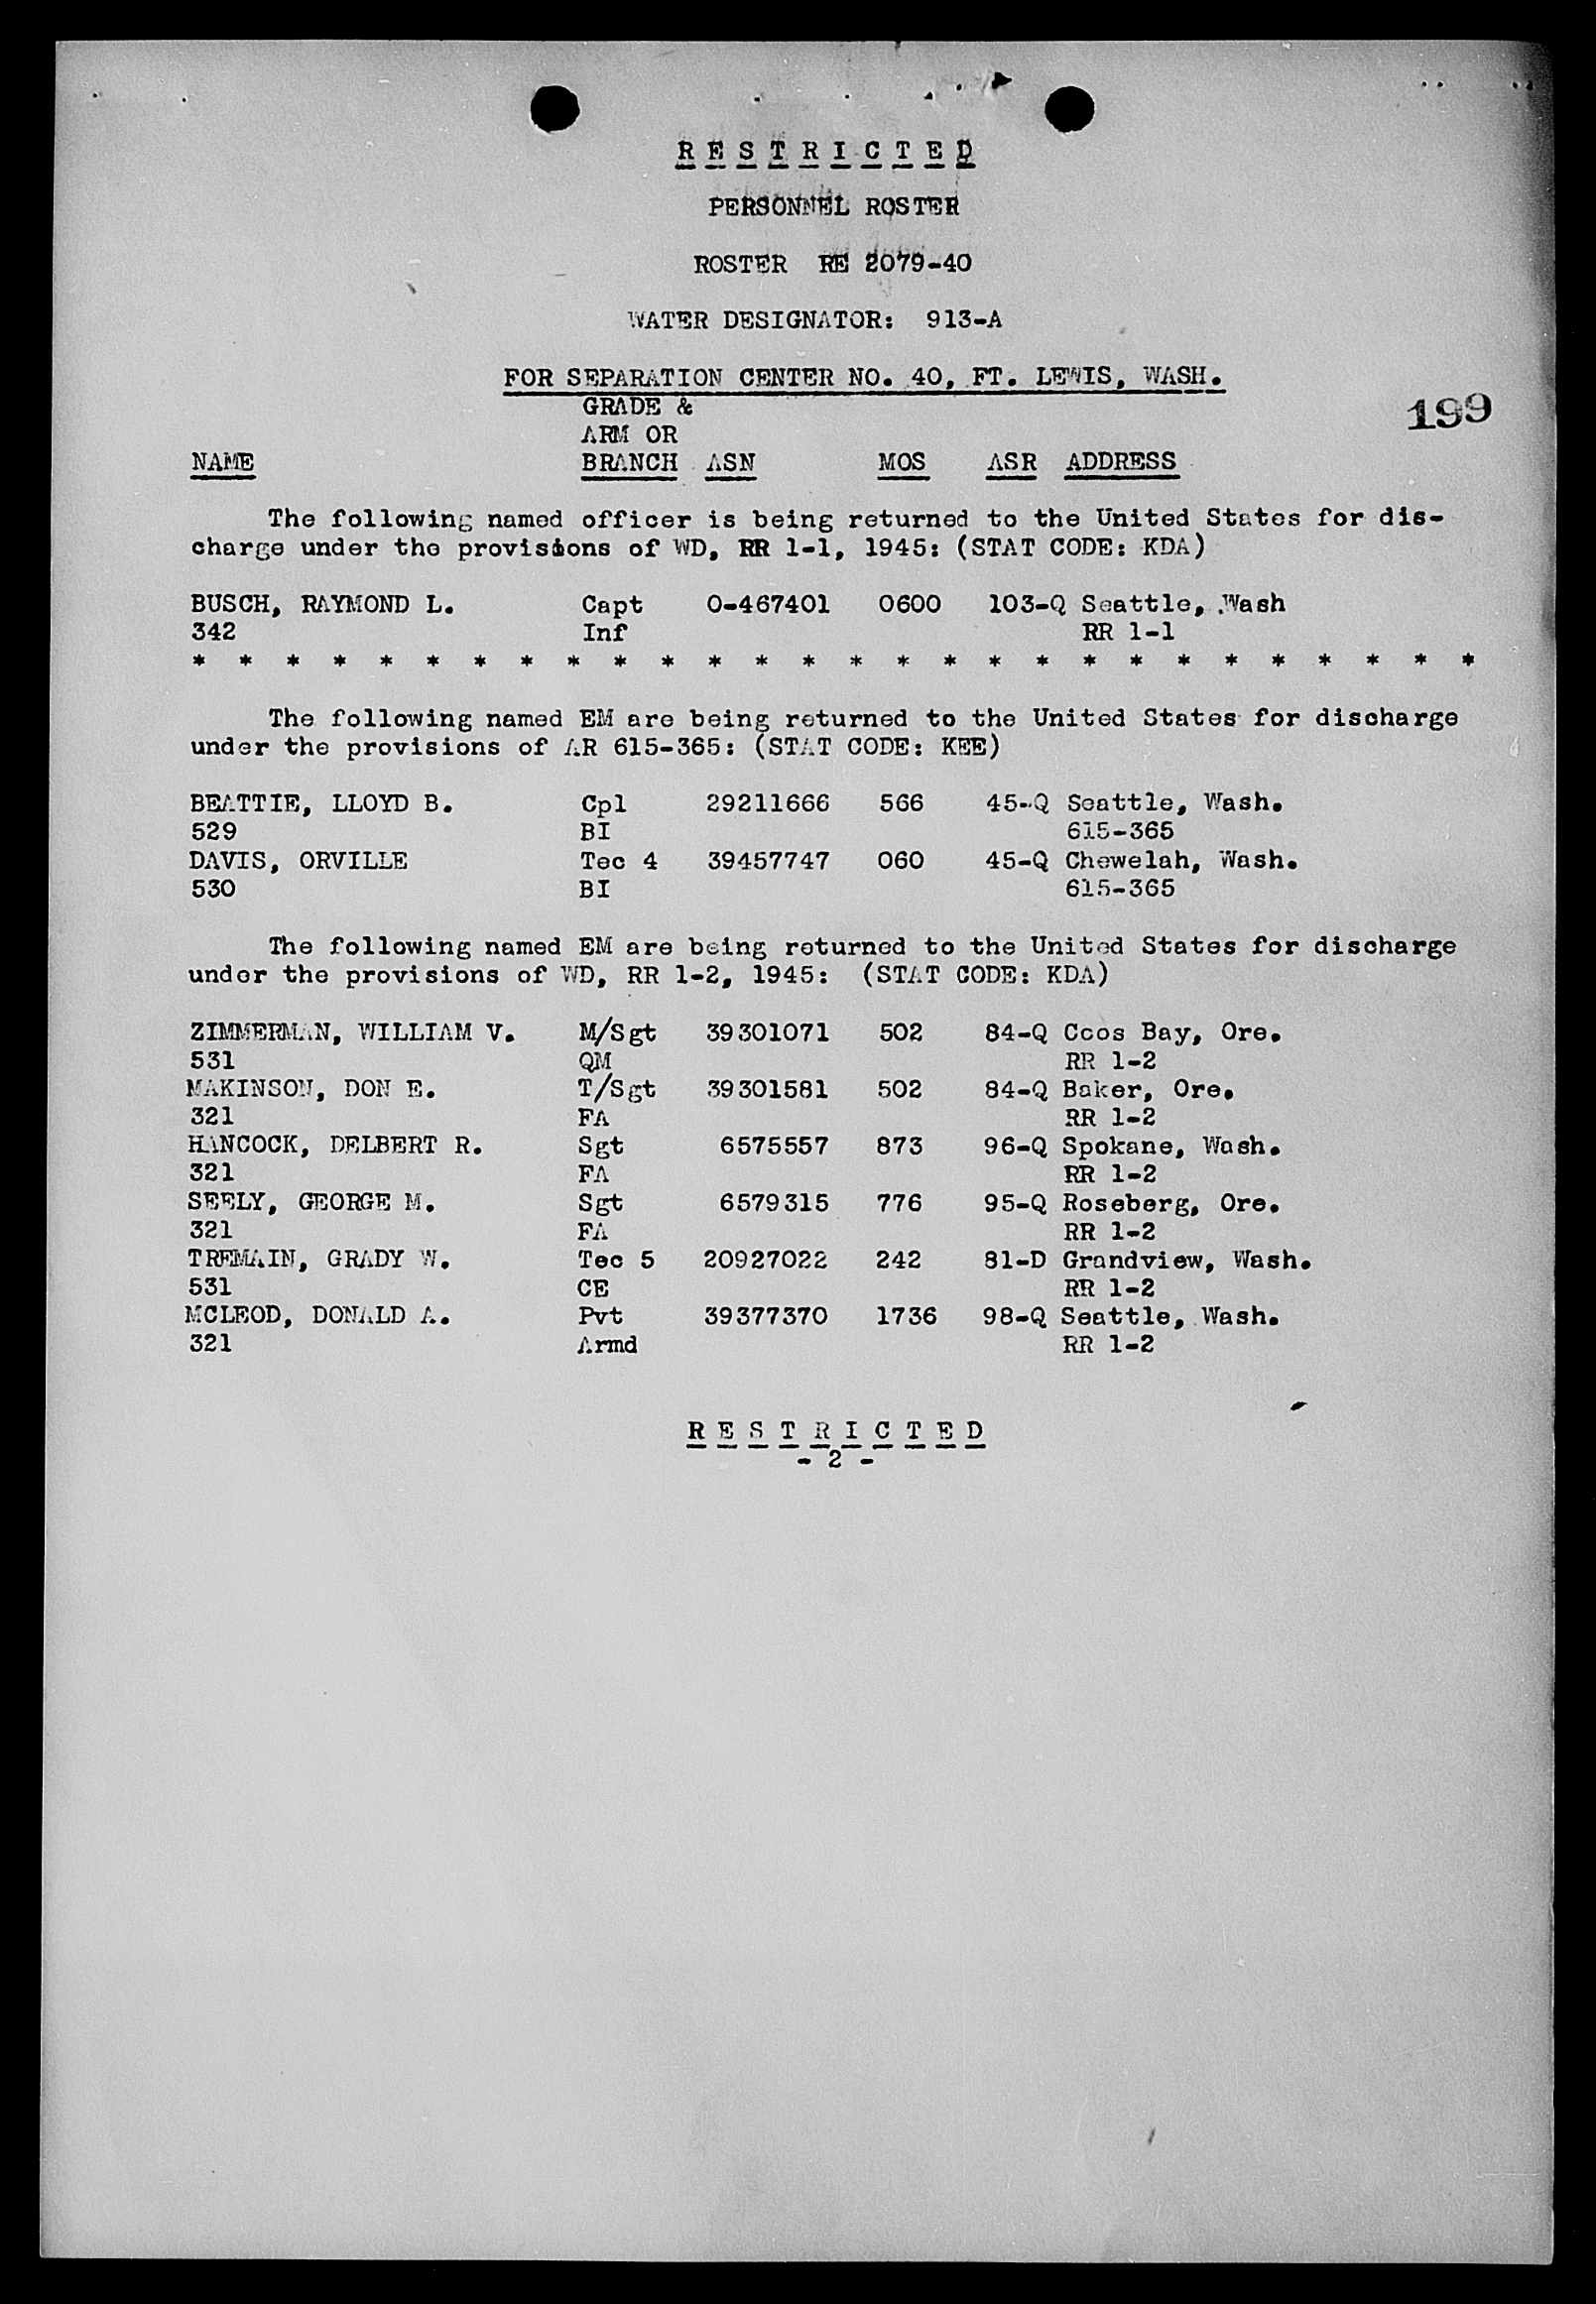 R E S T R I C T E D
PERSONNEL ROSTER
ROSTER RE 2079-40
WATER DESIGNATOR: 913-A
FOR SEPARATION CENTER NO. 40, FT. LEWIS, WASH.
199
GRADE &
ARM OR
NAME BRANCH ASN MOS ASR ADDRESS
The following named officer is being returned to the United States for dis-
charge under the provisions of WD, RR 1-1, 1945: (STAT CODE: KDA)
BUSCH, RAYMOND L. Capt O-467401 0600 103-Q Seattle, Wash
342 Inf RR 1-1
* * * * * * * * * * * * * * * * * * * * * * * * * * * *
The following named EM are being returned to the United States for discharge
under the provisions of AR 615-365: (STAT CODE: KEE)
BEATTIE, LLOYD B. Cpl 29211666 566 45-Q Seattle, Wash.
529 BI 615-365
DAVIS, ORVILLE Tec 4 39457747 060 45-Q Chewelah, Wash.
530 BI 615-365
The following named EM are being returned to the United States for discharge
under the provisions of WD, RR 1-2, 1945: (STAT CODE: KDA)
ZIMMERMAN, WILLIAM V. M/Sgt 39301071 502 84-Q Coos Bay, Ore.
531 QM RR 1-2
MAKINSON, DON E. T/Sgt 39301581 502 84-Q Baker, Ore.
321 FA RR 1-2
HANCOCK, DELBERT R. Sgt 6575557 873 96-Q Spokane, Wash.
321 FA RR 1-2
SEELY, GEORGE M. Sgt 6579315 776 95-Q Roseberg, Ore.
321 FA RR 1-2
TREMAIN, GRADY W. Tec 5 20927022 242 81-D Grandview, Wash.
531 CE RR 1-2
MCLEOD, DONALD A. Pvt 39377370 1736 98-Q Seattle, Wash.
321 Armd RR 1-2
R E S T R I C T E D
- 2 -